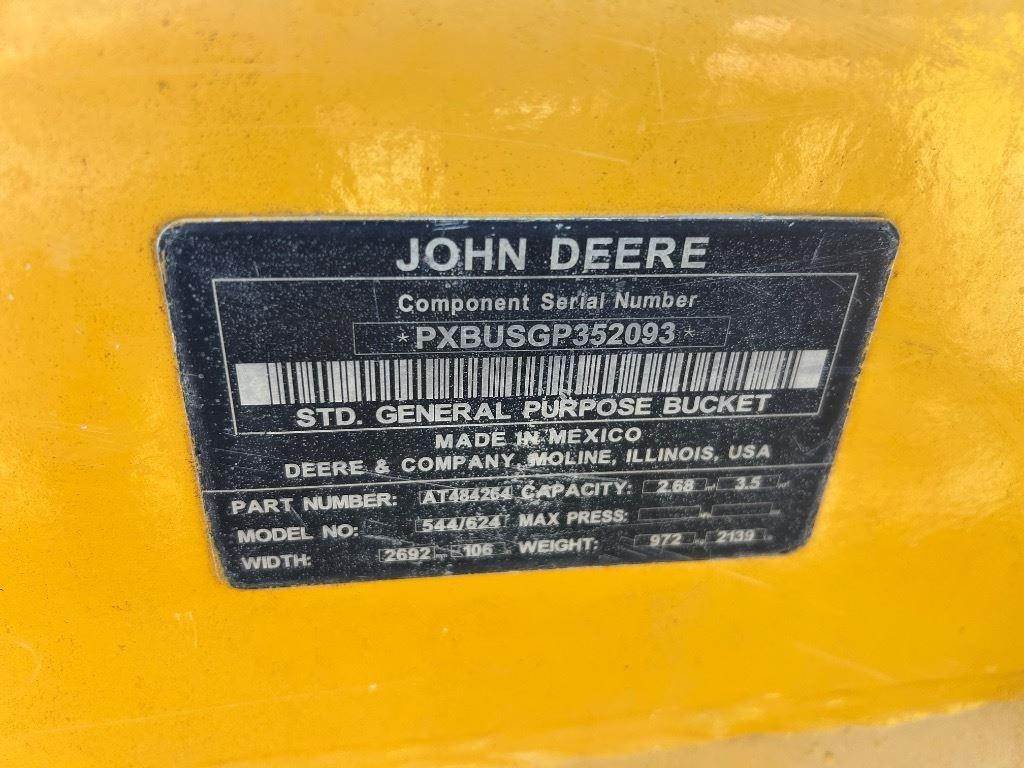 JOHN DEERE
Component Serial Number
*PXBUSGP352093*
STD. GENERAL PURPOSE BUCKET
MADE IN MEXICO
DEERE & COMPANY, MOLINE, ILLINOIS, USA
PART NUMBER: AT484264 CAPACITY: 2.68 3.5
MODEL NO: 544/624 MAX PRESS:
WIDTH: 2692 106 WEIGHT: 972 2139